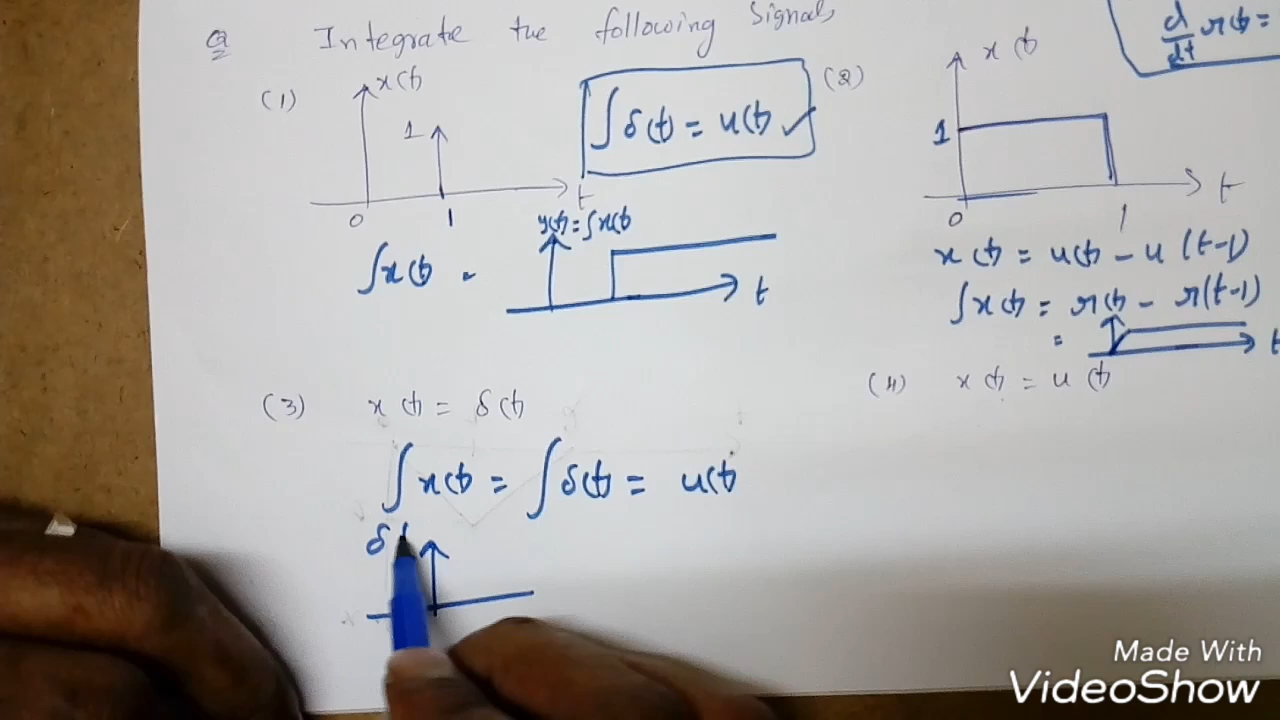 Q Integrate the following Signals
(1) x(t)
1
0 1 t
∫δ(t) = u(t) ✓
∫x(t) =
y(t) = ∫x(t)
t
(2) x(t)
1
0 1 t
x(t) = u(t) - u(t-1)
∫x(t) = r(t) - r(t-1)
=
t
d/dt r(t) =
(3) x(t) = δ(t)
∫x(t) = ∫δ(t) = u(t)
δ(
(4) x(t) = u(t)
Made With
VideoShow